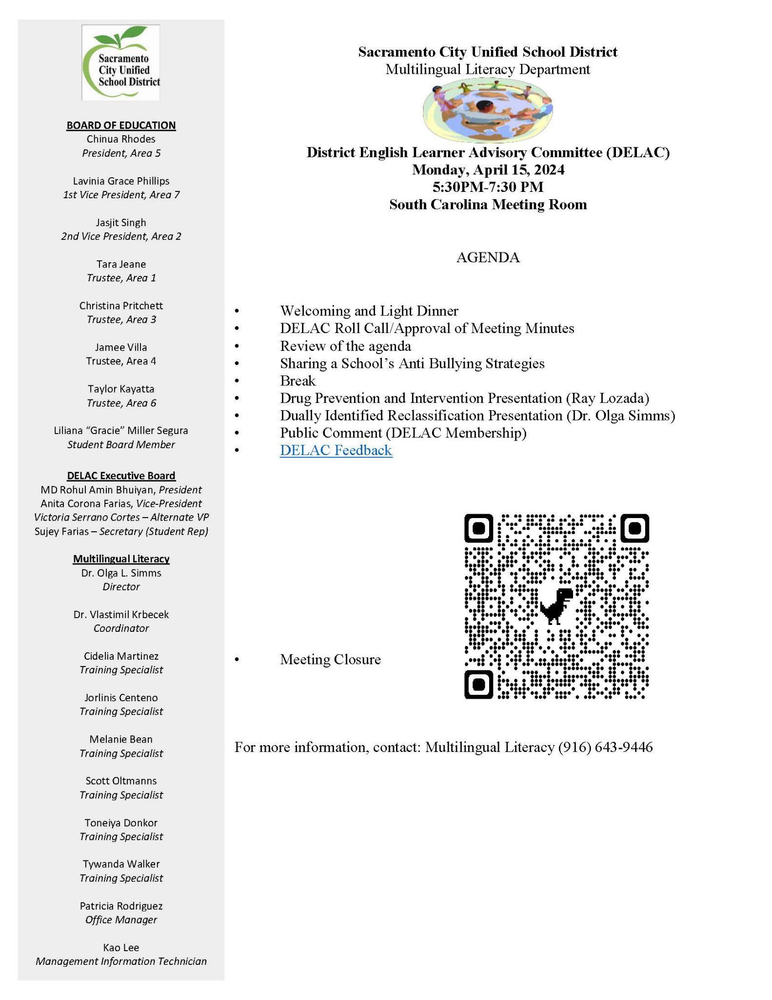 Sacramento
City Unified
School District
BOARD OF EDUCATION
Chinua Rhodes
President, Area 5
Lavinia Grace Phillips
1st Vice President, Area 7
Jasjit Singh
2nd Vice President, Area 2
Tara Jeane
Trustee, Area 1
Christina Pritchett
Trustee, Area 3
Jamee Villa
Trustee, Area 4
Taylor Kayatta
Trustee, Area 6
Liliana “Gracie” Miller Segura
Student Board Member
DELAC Executive Board
MD Rohul Amin Bhuiyan, President
Anita Corona Farias, Vice-President
Victoria Serrano Cortes – Alternate VP
Sujey Farias – Secretary (Student Rep)
Multilingual Literacy
Dr. Olga L. Simms
Director
Dr. Vlastimil Krbecek
Coordinator
Cidelia Martinez
Training Specialist
Jorlinis Centeno
Training Specialist
Melanie Bean
Training Specialist
Scott Oltmanns
Training Specialist
Toneiya Donkor
Training Specialist
Tywanda Walker
Training Specialist
Patricia Rodriguez
Office Manager
Kao Lee
Management Information Technician
Sacramento City Unified School District
Multilingual Literacy Department
District English Learner Advisory Committee (DELAC)
Monday, April 15, 2024
5:30PM-7:30 PM
South Carolina Meeting Room
AGENDA
• Welcoming and Light Dinner
• DELAC Roll Call/Approval of Meeting Minutes
• Review of the agenda
• Sharing a School’s Anti Bullying Strategies
• Break
• Drug Prevention and Intervention Presentation (Ray Lozada)
• Dually Identified Reclassification Presentation (Dr. Olga Simms)
• Public Comment (DELAC Membership)
• DELAC Feedback
• Meeting Closure
For more information, contact: Multilingual Literacy (916) 643-9446